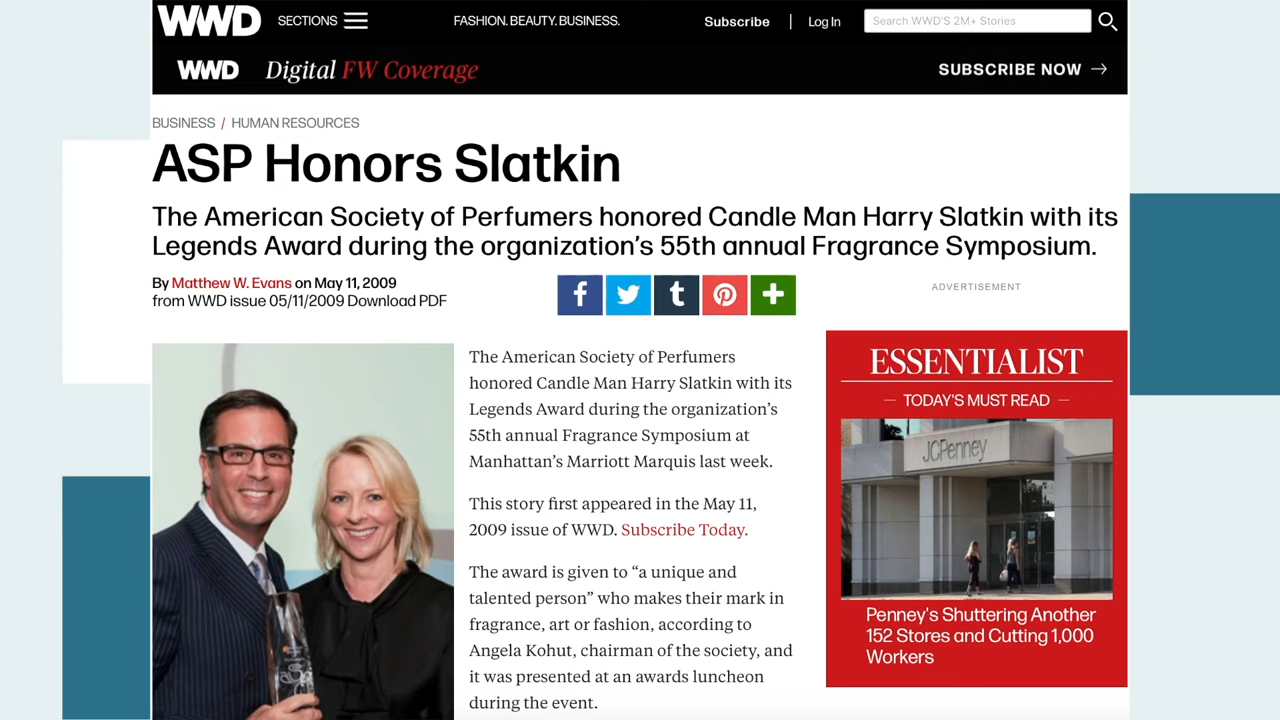 WWD SECTIONS FASHION. BEAUTY. BUSINESS. Subscribe | Log In Search WWD'S 2M+ Stories
WWD Digital FW Coverage SUBSCRIBE NOW →
BUSINESS / HUMAN RESOURCES
ASP Honors Slatkin
The American Society of Perfumers honored Candle Man Harry Slatkin with its
Legends Award during the organization's 55th annual Fragrance Symposium.
By Matthew W. Evans on May 11, 2009
from WWD issue 05/11/2009 Download PDF
f t +
The American Society of Perfumers
honored Candle Man Harry Slatkin with its
Legends Award during the organization's
55th annual Fragrance Symposium at
Manhattan's Marriott Marquis last week.
This story first appeared in the May 11,
2009 issue of WWD. Subscribe Today.
The award is given to “a unique and
talented person” who makes their mark in
fragrance, art or fashion, according to
Angela Kohut, chairman of the society, and
it was presented at an awards luncheon
during the event.
ADVERTISEMENT
ESSENTIALIST
— TODAY'S MUST READ —
JCPenney
Penney's Shuttering Another
152 Stores and Cutting 1,000
Workers